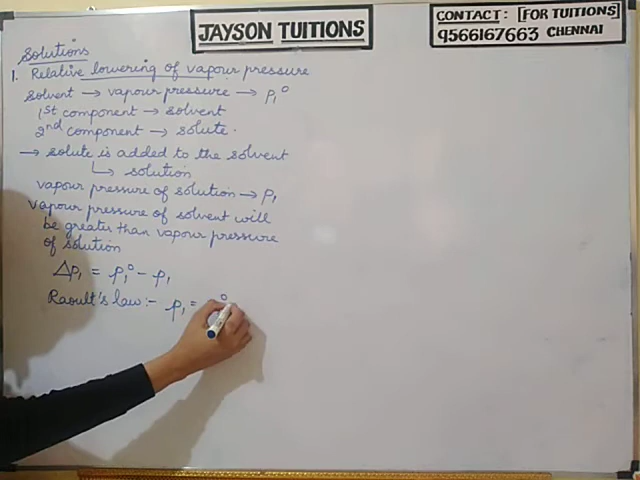 JAYSON TUITIONS
CONTACT: [FOR TUITIONS]
9566167663 CHENNAI
Solutions
1. Relative lowering of vapour pressure
solvent → vapour pressure → p₁⁰
1st component → solvent
2nd component → solute.
→ solute is added to the solvent
↳ solution
vapour pressure of solution → p₁
vapour pressure of solvent will
be greater than vapour pressure
of solution
Δp₁ = p₁⁰ - p₁
Raoult's law:- p₁ =